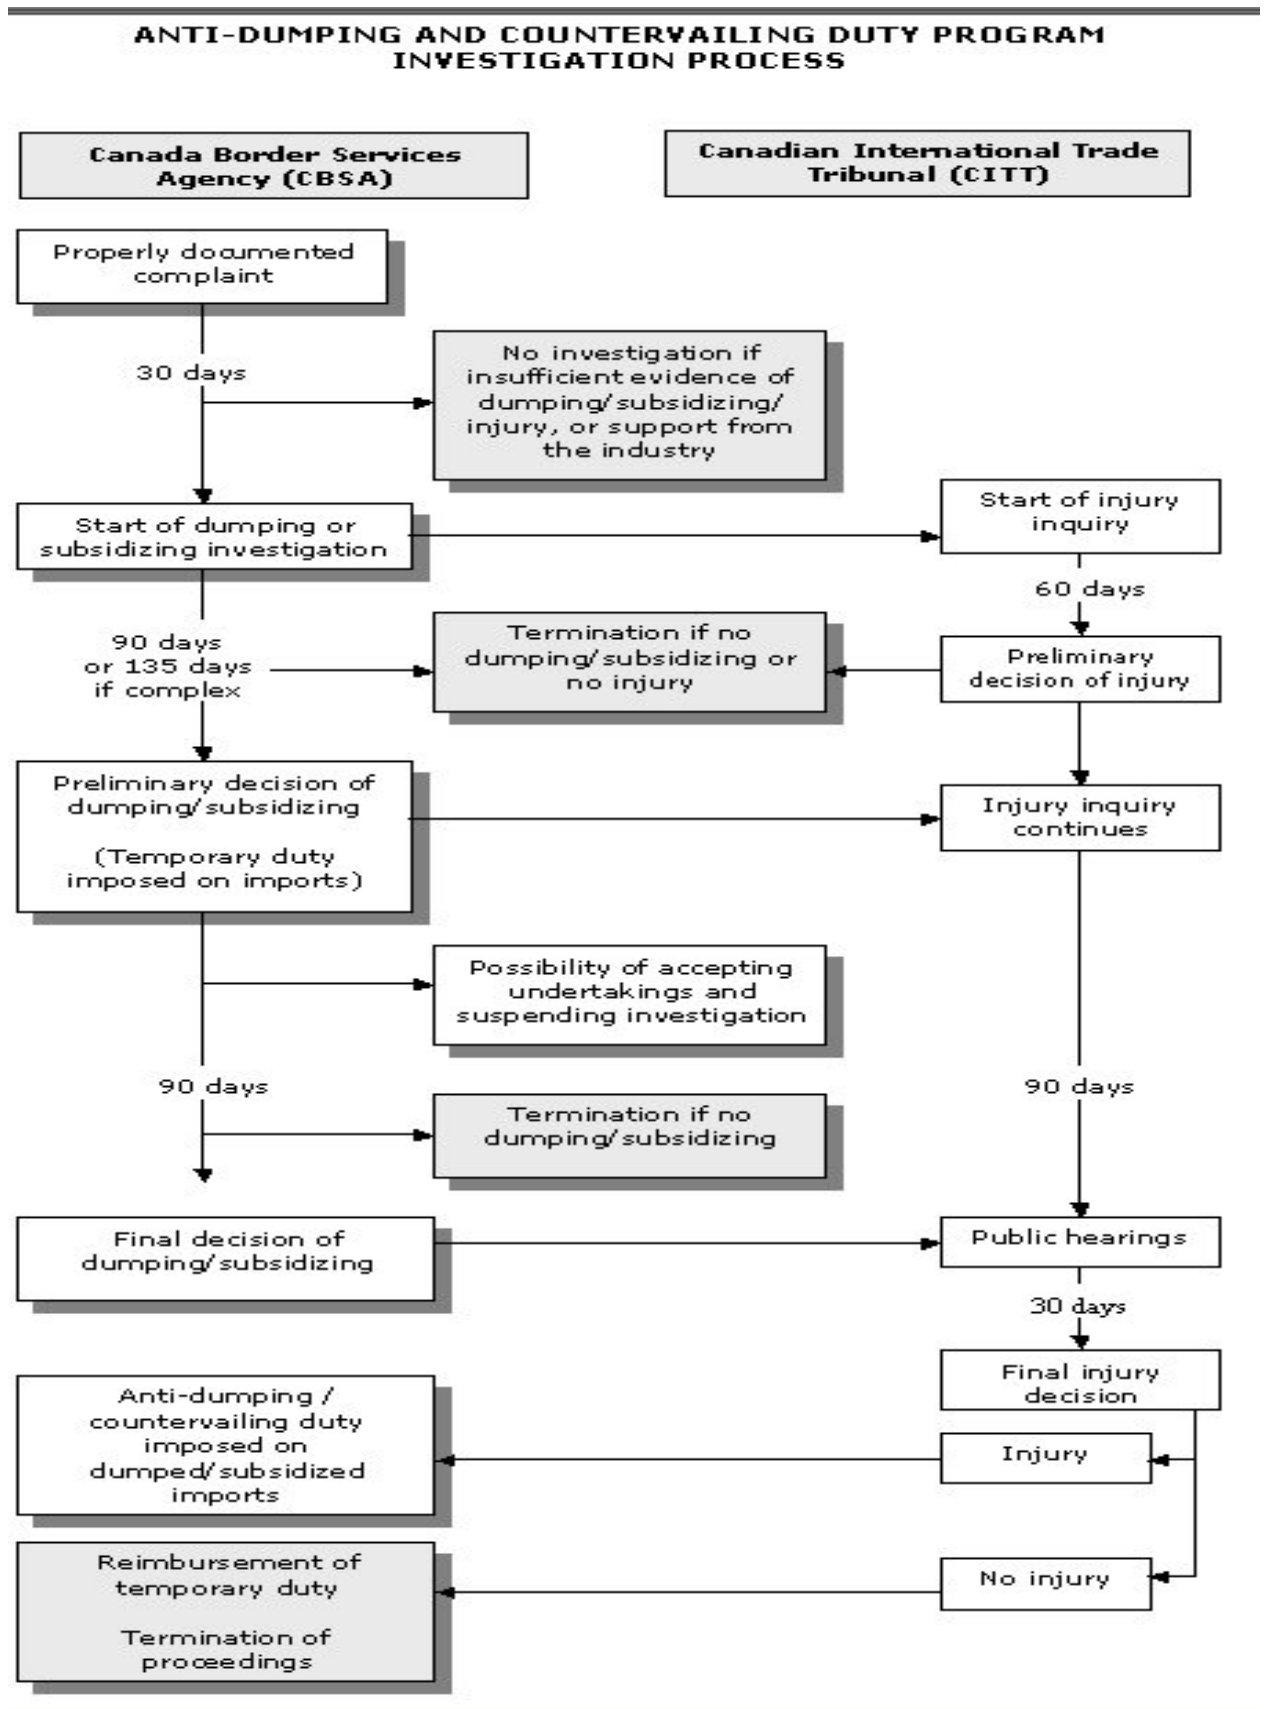 ANTI-DUMPING AND COUNTERVAILING DUTY PROGRAM
INVESTIGATION PROCESS
Canada Border Services
Agency (CBSA)
Canadian International Trade
Tribunal (CITT)
Properly documented
complaint
30 days
No investigation if
insufficient evidence of
dumping/subsidizing/
injury, or support from
the industry
Start of dumping or
subsidizing investigation
Start of injury
inquiry
60 days
90 days
or 135 days
if complex
Termination if no
dumping/subsidizing or
no injury
Preliminary
decision of injury
Preliminary decision of
dumping/subsidizing
(Temporary duty
imposed on imports)
Injury inquiry
continues
Possibility of accepting
undertakings and
suspending investigation
90 days
90 days
Termination if no
dumping/subsidizing
Final decision of
dumping/subsidizing
Public hearings
30 days
Final injury
decision
Anti-dumping /
countervailing duty
imposed on
dumped/subsidized
imports
Injury
Reimbursement of
temporary duty
Termination of
proceedings
No injury